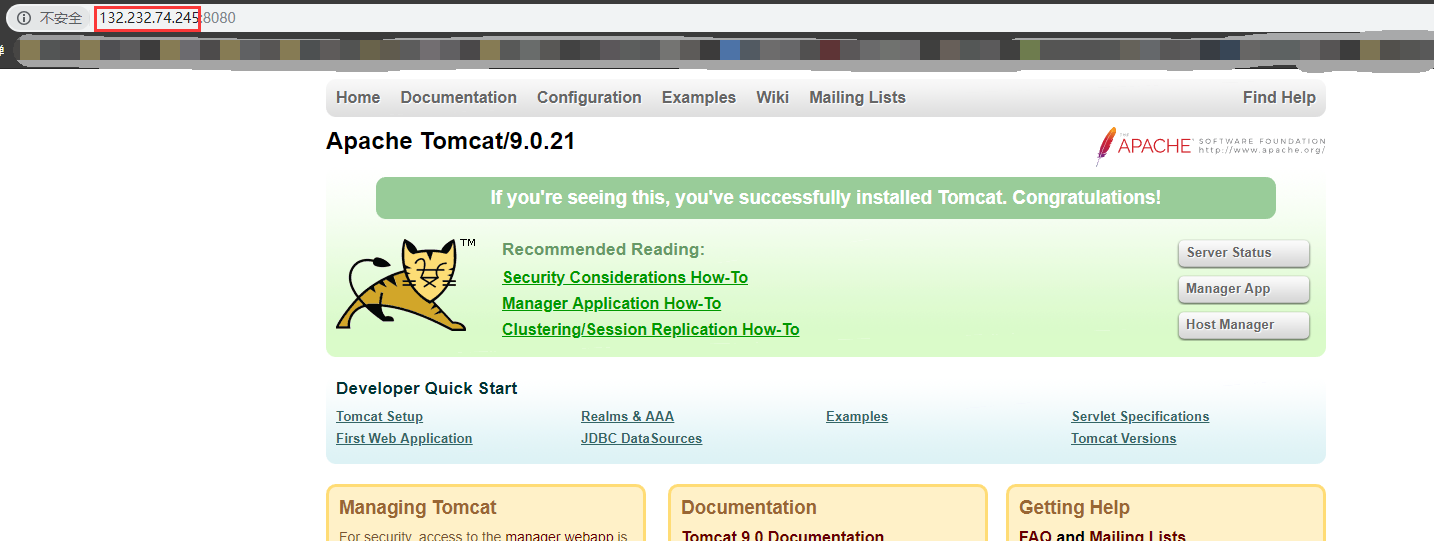 不安全 132.232.74.245:8080
Home Documentation Configuration Examples Wiki Mailing Lists Find Help
Apache Tomcat/9.0.21
THE APACHE® SOFTWARE FOUNDATION
http://www.apache.org/
If you're seeing this, you've successfully installed Tomcat. Congratulations!
TM
Recommended Reading:
Security Considerations How-To
Manager Application How-To
Clustering/Session Replication How-To
Server Status
Manager App
Host Manager
Developer Quick Start
Tomcat Setup
First Web Application
Realms & AAA
JDBC DataSources
Examples
Servlet Specifications
Tomcat Versions
Managing Tomcat
For security, access to the manager webapp is
Documentation
Tomcat 9.0 Documentation
Getting Help
FAQ and Mailing Lists